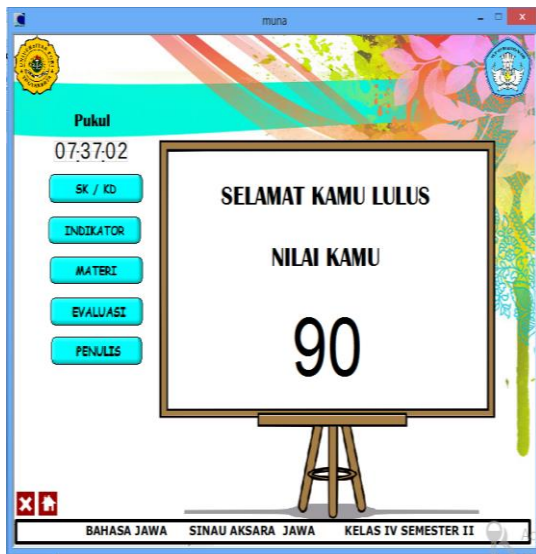 muna
Pukul
07:37:02
SK / KD
INDIKATOR
MATERI
EVALUASI
PENULIS
SELAMAT KAMU LULUS
NILAI KAMU
90
BAHASA JAWA SINAU AKSARA JAWA KELAS IV SEMESTER II